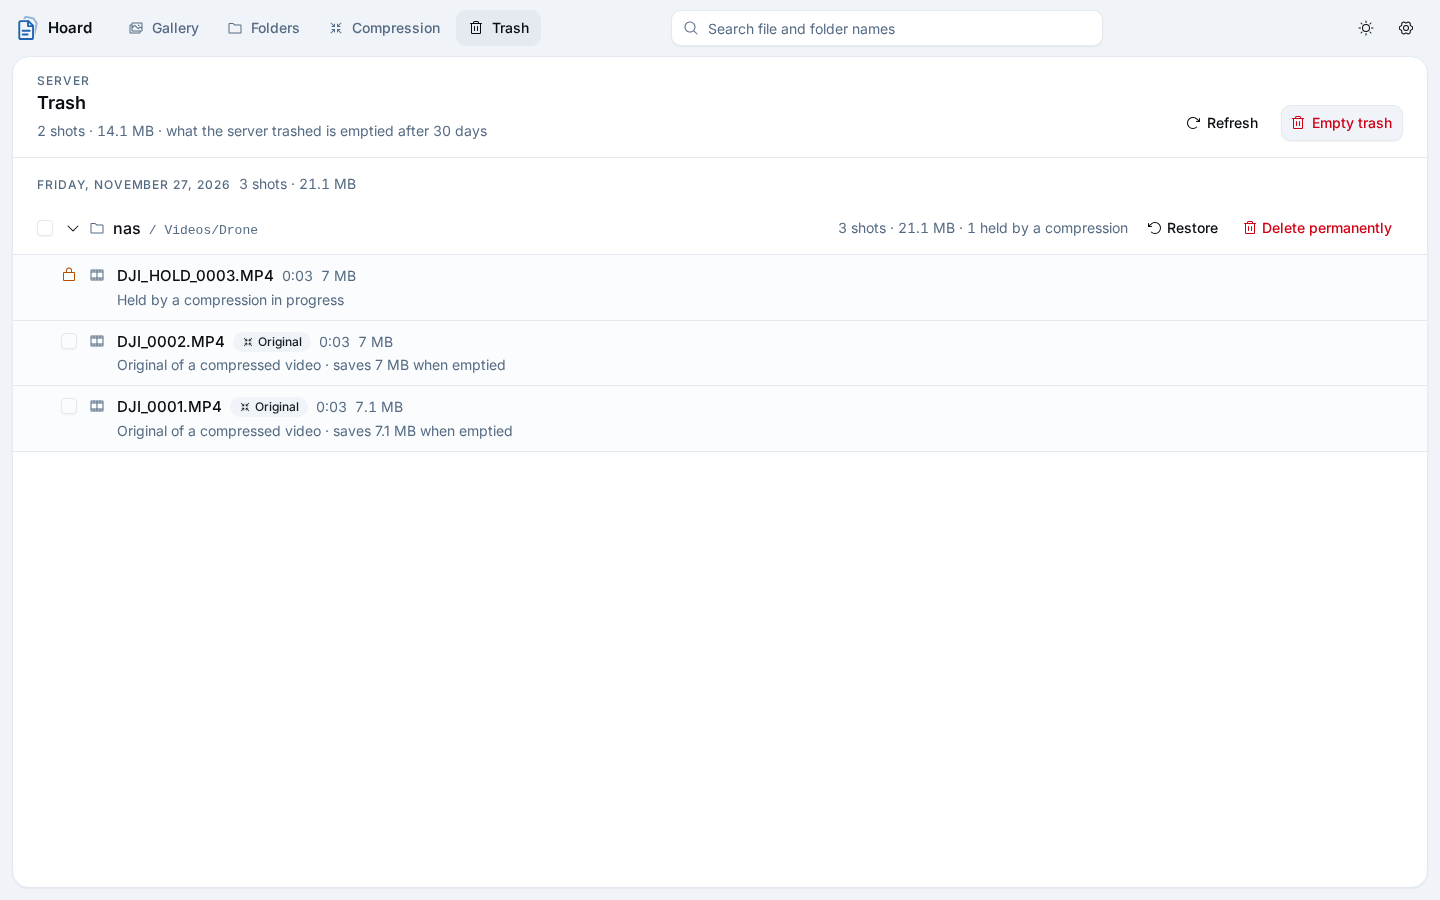 Hoard
Gallery
Folders
Compression
Trash
Search file and folder names
SERVER
Trash
2 shots · 14.1 MB · what the server trashed is emptied after 30 days
Refresh
Empty trash
FRIDAY, NOVEMBER 27, 2026 3 shots · 21.1 MB
nas / Videos/Drone
3 shots · 21.1 MB · 1 held by a compression
Restore
Delete permanently
DJI_HOLD_0003.MP4 0:03 7 MB
Held by a compression in progress
DJI_0002.MP4 Original 0:03 7 MB
Original of a compressed video · saves 7 MB when emptied
DJI_0001.MP4 Original 0:03 7.1 MB
Original of a compressed video · saves 7.1 MB when emptied